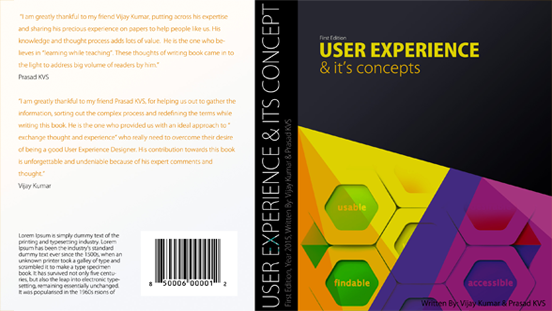 "I am greatly thankful to my friend Vijay Kumar, putting across his expertise
and sharing his precious experience on papers to help people like us. His
knowledge and thought process adds lots of value. He is the one who be-
lieves in "learning while teaching". These thoughts of writing book came in to
the light to address big volume of readers by him."
Prasad KVS
"I am greatly thankful to my friend Prasad KVS, for helping us out to gather the
information, sorting out the complex process and redefining the terms while
writing this book. He is the one who provided us with an ideal approach to "
exchange thought and experience" who really need to overcome their desire
of being a good User Experience Designer. His contribution towards this book
is unforgettable and undeniable because of his expert comments and
thought."
Vijay Kumar
Lorem Ipsum is simply dummy text of the
printing and typesetting industry. Lorem
Ipsum has been the industry's standard
dummy text ever since the 1500s, when an
unknown printer took a galley of type and
scrambled it to make a type specimen
book. It has survived not only five centu-
ries, but also the leap into electronic type-
setting, remaining essentially unchanged.
It was popularised in the 1960s
8 50006 00001 2
USER EXPERIENCE & ITS CONCEPT
First Edition, Year 2015, Written By: Vijay Kumar & Prasad KVS
First Edition
USER EXPERIENCE
& it's concepts
usable
findable
accessible
Written By: Vijay Kumar & Prasad KVS